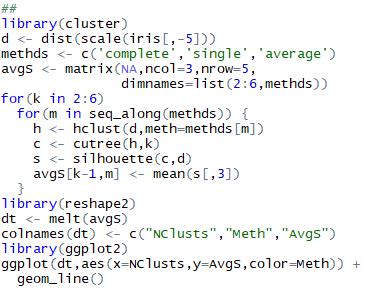 ##
library(cluster)
d <- dist(scale(iris[,-5]))
methds <- c('complete','single','average')
avgS <- matrix(NA,ncol=3,nrow=5,
dimnames=list(2:6,methds))
for(k in 2:6)
for(m in seq_along(methds)) {
h <- hclust(d,meth=methds[m])
c <- cutree(h,k)
s <- silhouette(c,d)
avgS[k-1,m] <- mean(s[,3])
}
library(reshape2)
dt <- melt(avgS)
colnames(dt) <- c("NClusts","Meth","AvgS")
library(ggplot2)
ggplot(dt,aes(x=NClusts,y=AvgS,color=Meth)) +
geom_line()